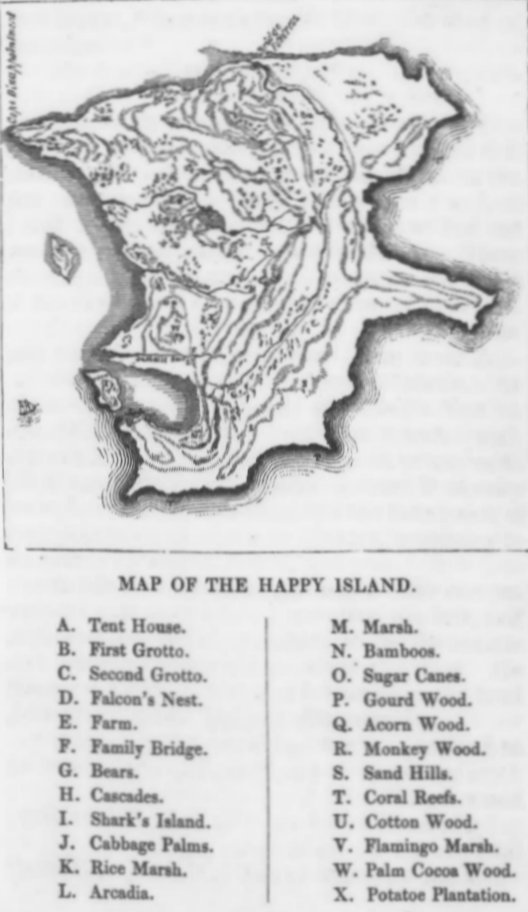 Cape Disappointment
MAP OF THE HAPPY ISLAND.
A. Tent House.
B. First Grotto.
C. Second Grotto.
D. Falcon's Nest.
E. Farm.
F. Family Bridge.
G. Bears.
H. Cascades.
I. Shark's Island.
J. Cabbage Palms.
K. Rice Marsh.
L. Arcadia.
M. Marsh.
N. Bamboos.
O. Sugar Canes.
P. Gourd Wood.
Q. Acorn Wood.
R. Monkey Wood.
S. Sand Hills.
T. Coral Reefs.
U. Cotton Wood.
V. Flamingo Marsh.
W. Palm Cocoa Wood.
X. Potatoe Plantation.